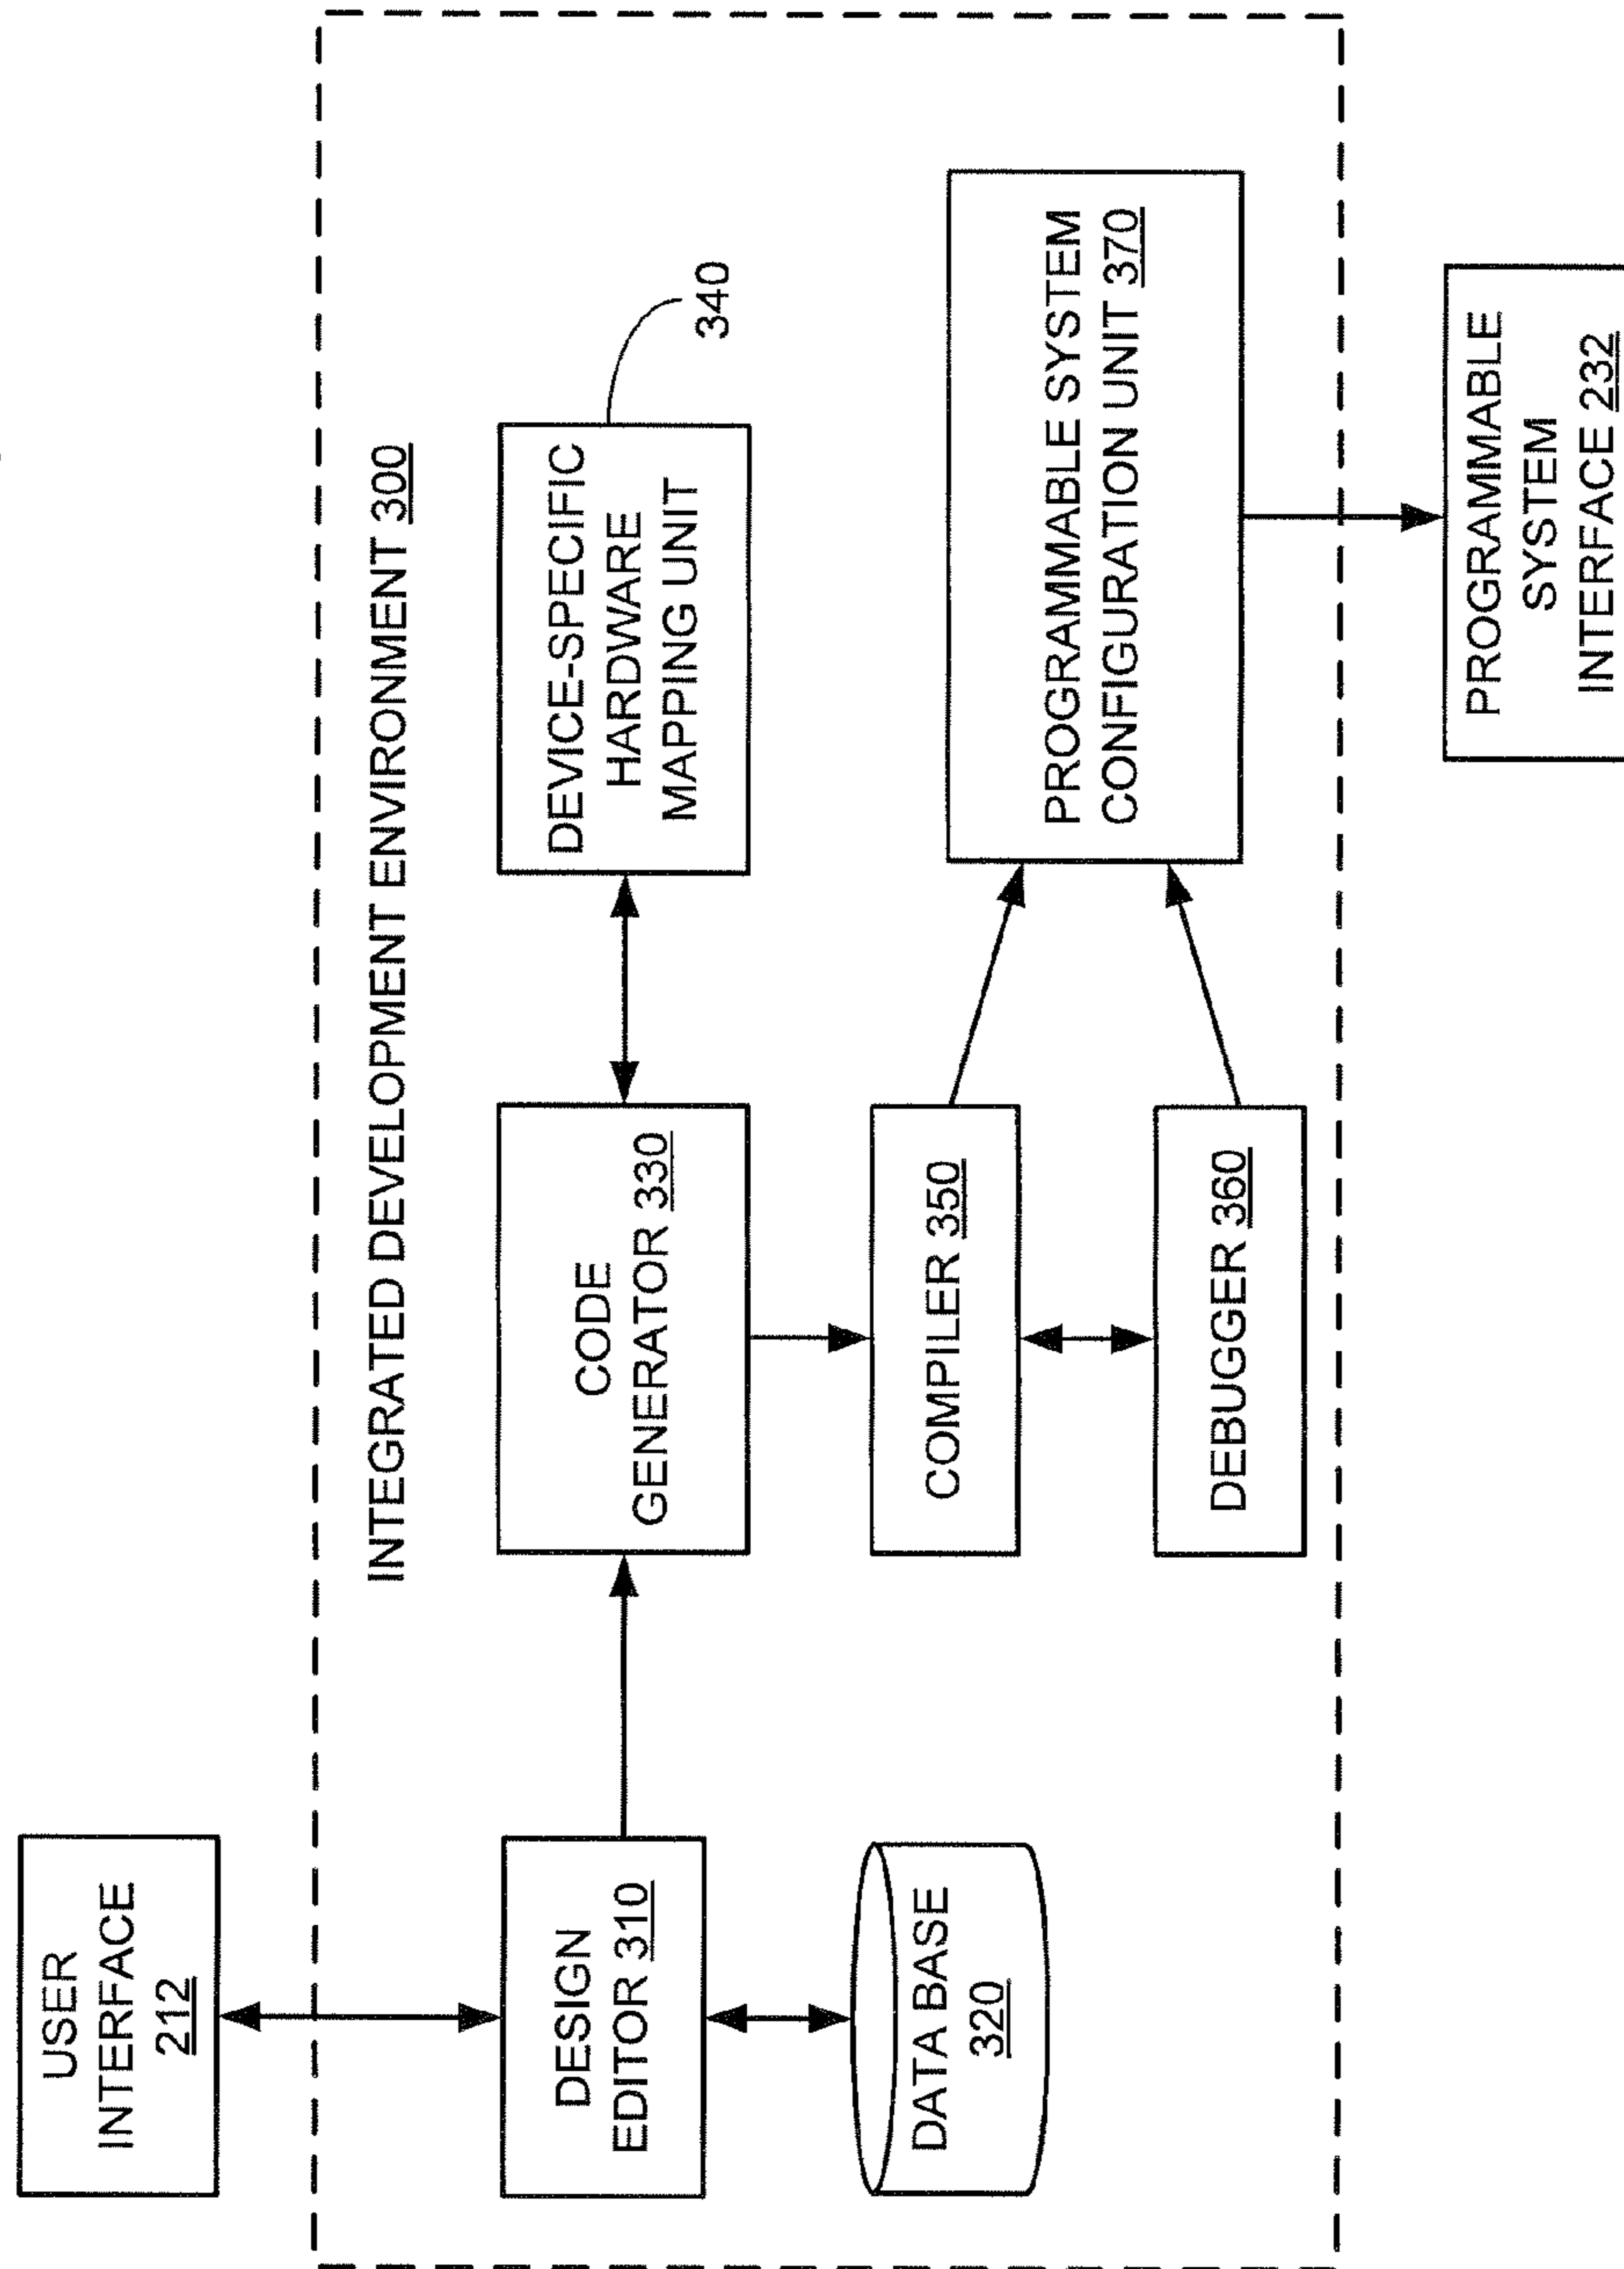 USER
INTERFACE
212
INTEGRATED DEVELOPMENT ENVIRONMENT 300
DESIGN
EDITOR 310
CODE
GENERATOR 330
DEVICE-SPECIFIC
HARDWARE
MAPPING UNIT
340
DATA BASE
320
COMPILER 350
DEBUGGER 360
PROGRAMMABLE SYSTEM
CONFIGURATION UNIT 370
PROGRAMMABLE
SYSTEM
INTERFACE 232